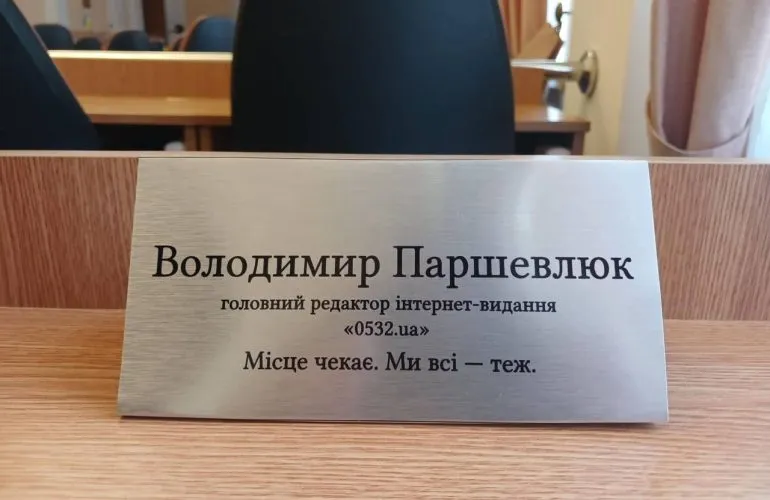 Володимир Паршевлюк
головний редактор інтернет-видання
«0532.ua»
Місце чекає. Ми всі — теж.